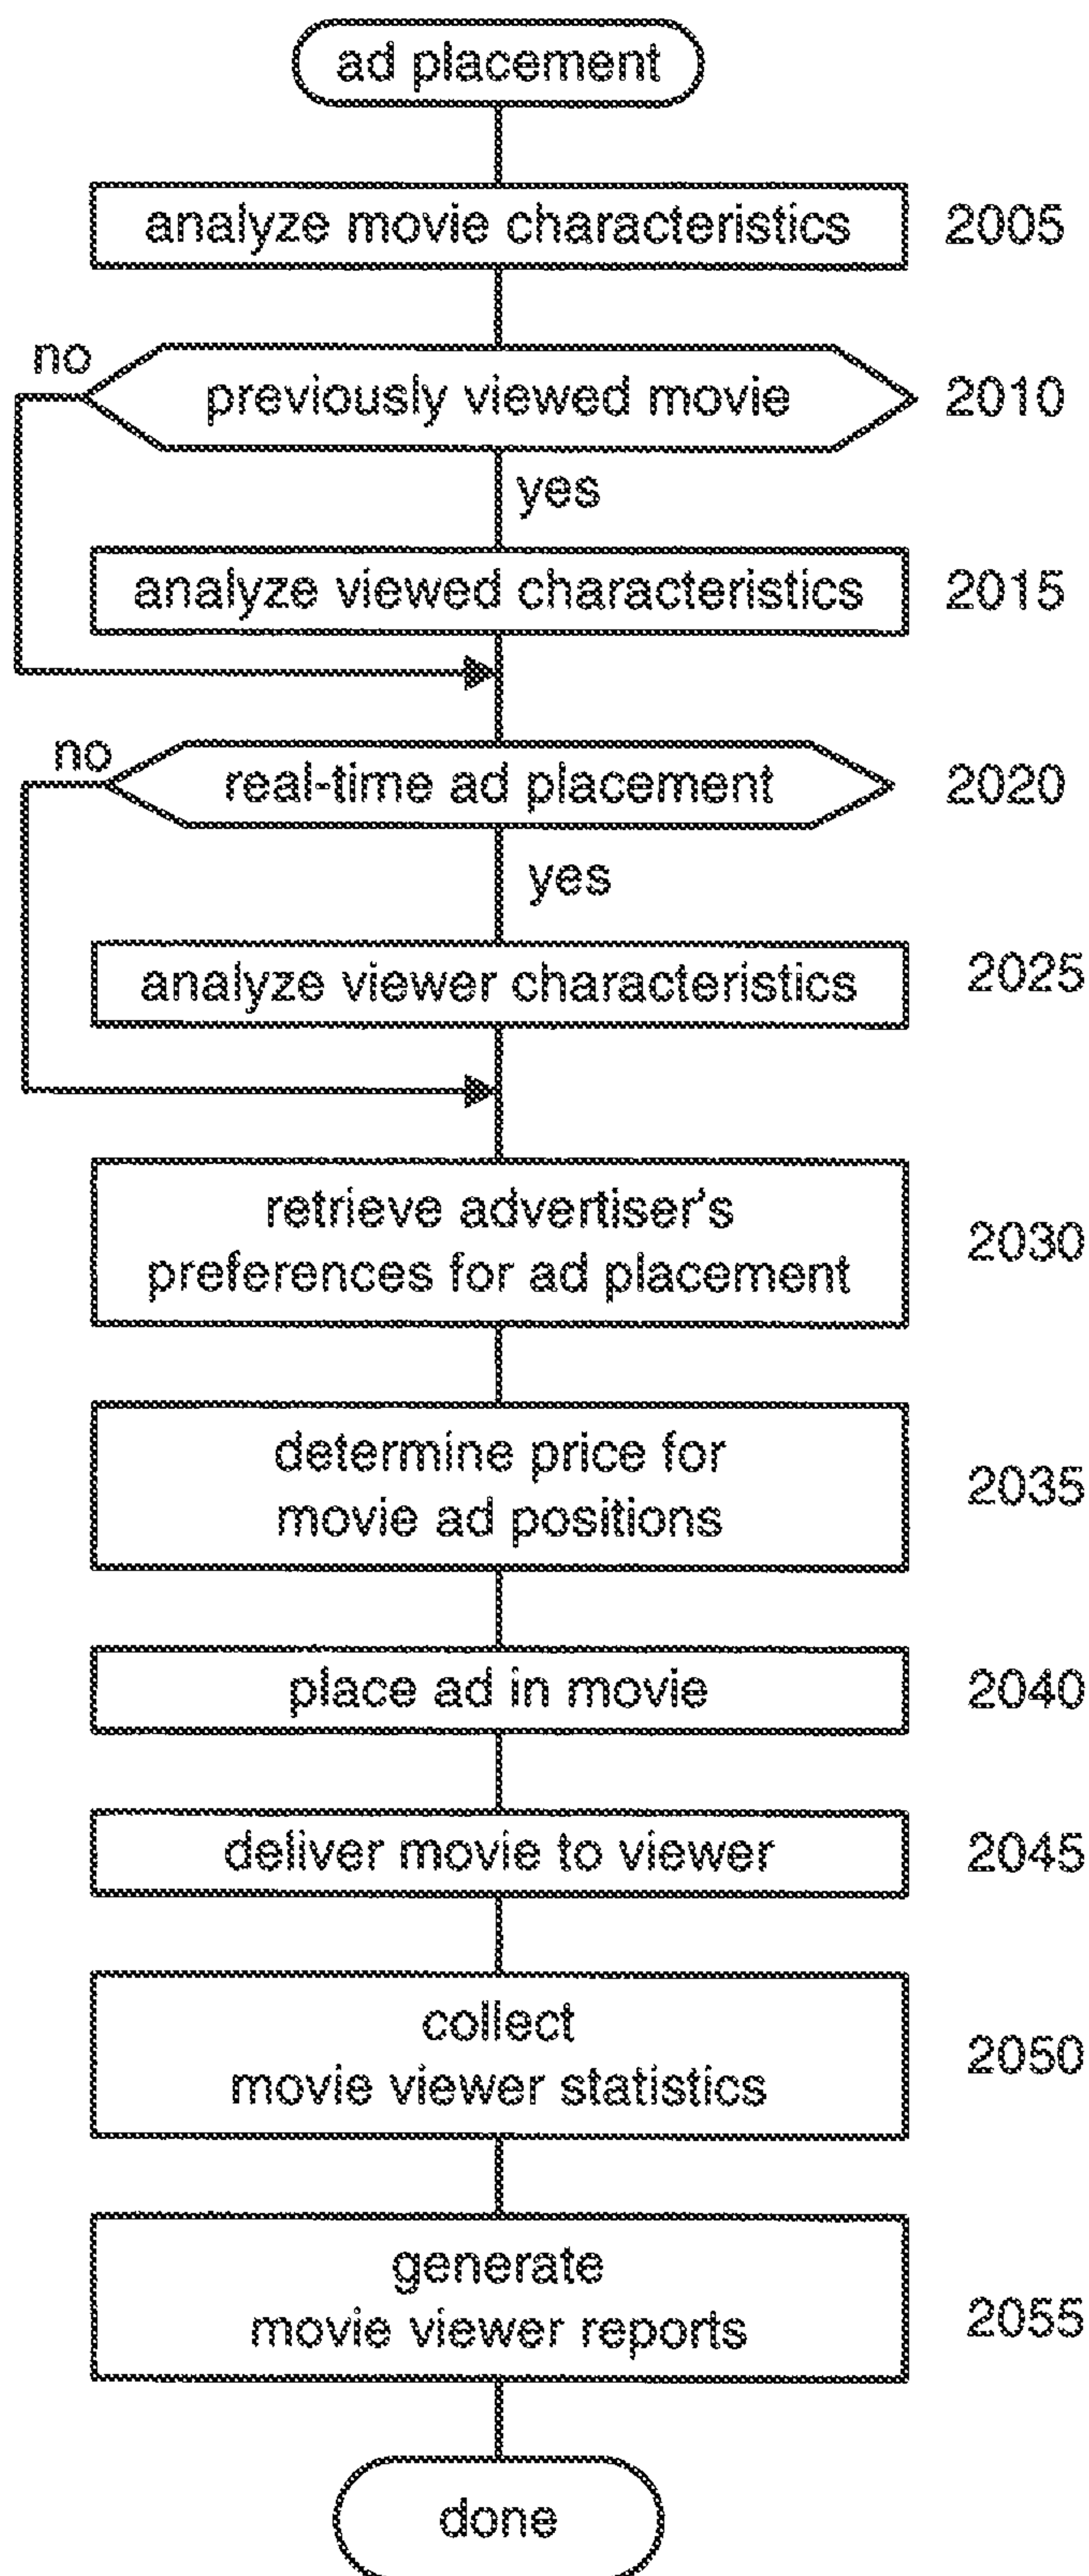 ad placement
analyze movie characteristics 2005
no
previously viewed movie 2010
yes
analyze viewed characteristics 2015
no
real-time ad placement 2020
yes
analyze viewer characteristics 2025
retrieve advertiser's
preferences for ad placement
2030
determine price for
movie ad positions
2035
place ad in movie 2040
deliver movie to viewer 2045
collect
movie viewer statistics
2050
generate
movie viewer reports
2055
done